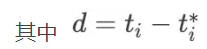 其中 $d = t_i - t_i^*$